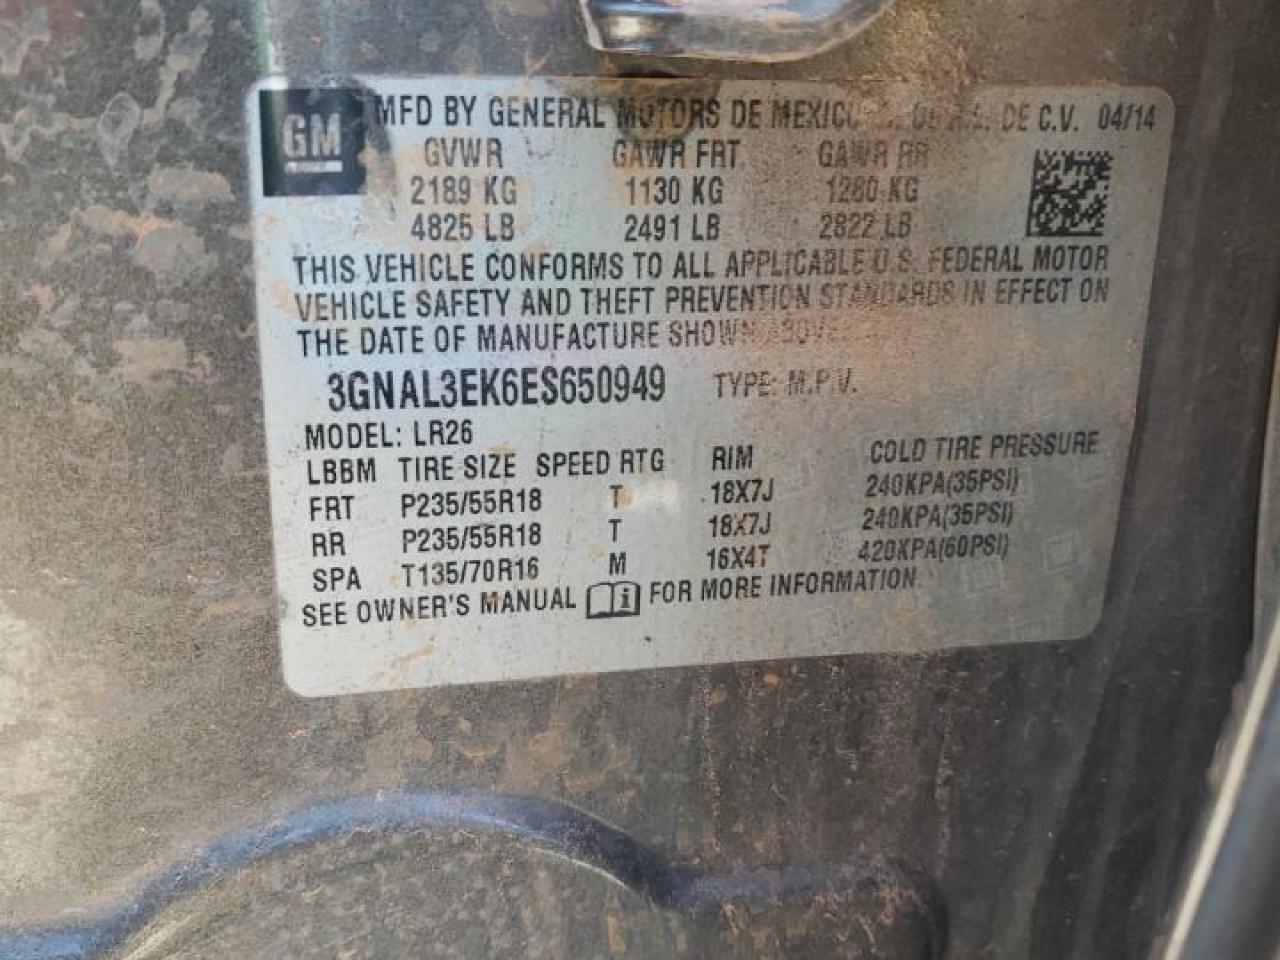 GM
MFD BY GENERAL MOTORS DE MEXICO DE R.L. DE C.V. 04/14
GVWR GAWR FRT GAWR RR
2189 KG 1130 KG 1280 KG
4825 LB 2491 LB 2822 LB
THIS VEHICLE CONFORMS TO ALL APPLICABLE U.S. FEDERAL MOTOR
VEHICLE SAFETY AND THEFT PREVENTION STANDARDS IN EFFECT ON
THE DATE OF MANUFACTURE SHOWN ABOVE.
3GNAL3EK6ES650949 TYPE: M.P.V.
MODEL: LR26
LBBM TIRE SIZE SPEED RTG RIM COLD TIRE PRESSURE
FRT P235/55R18 T 18X7J 240KPA(35PSI)
RR P235/55R18 T 18X7J 240KPA(35PSI)
SPA T135/70R16 M 16X4T 420KPA(60PSI)
SEE OWNER'S MANUAL FOR MORE INFORMATION.